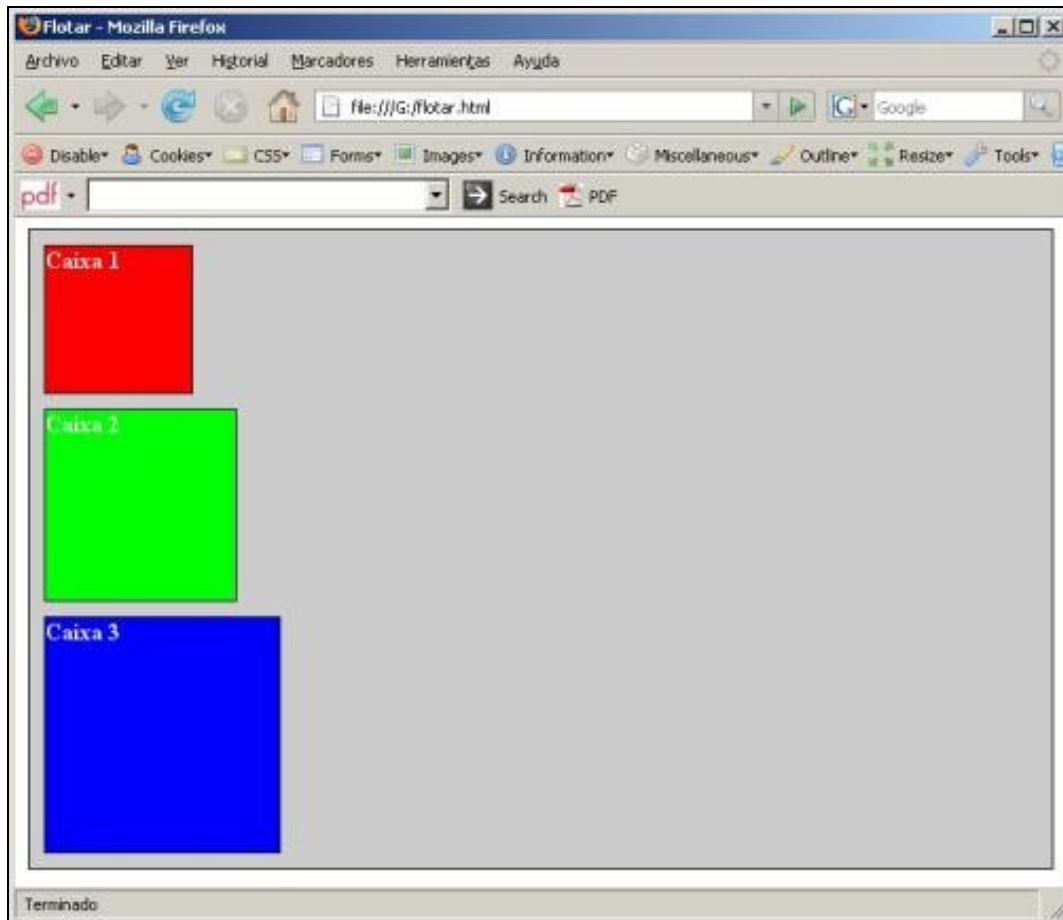 Flotar - Mozilla Firefox
Archivo Editar Ver Historial Marcadores Herramientas Ayuda
file:///G:/flotar.html
Google
Disable Cookies CSS Forms Images Information Miscellaneous Outline Resize Tools
pdf Search PDF
Caixa 1
Caixa 2
Caixa 3
Terminado